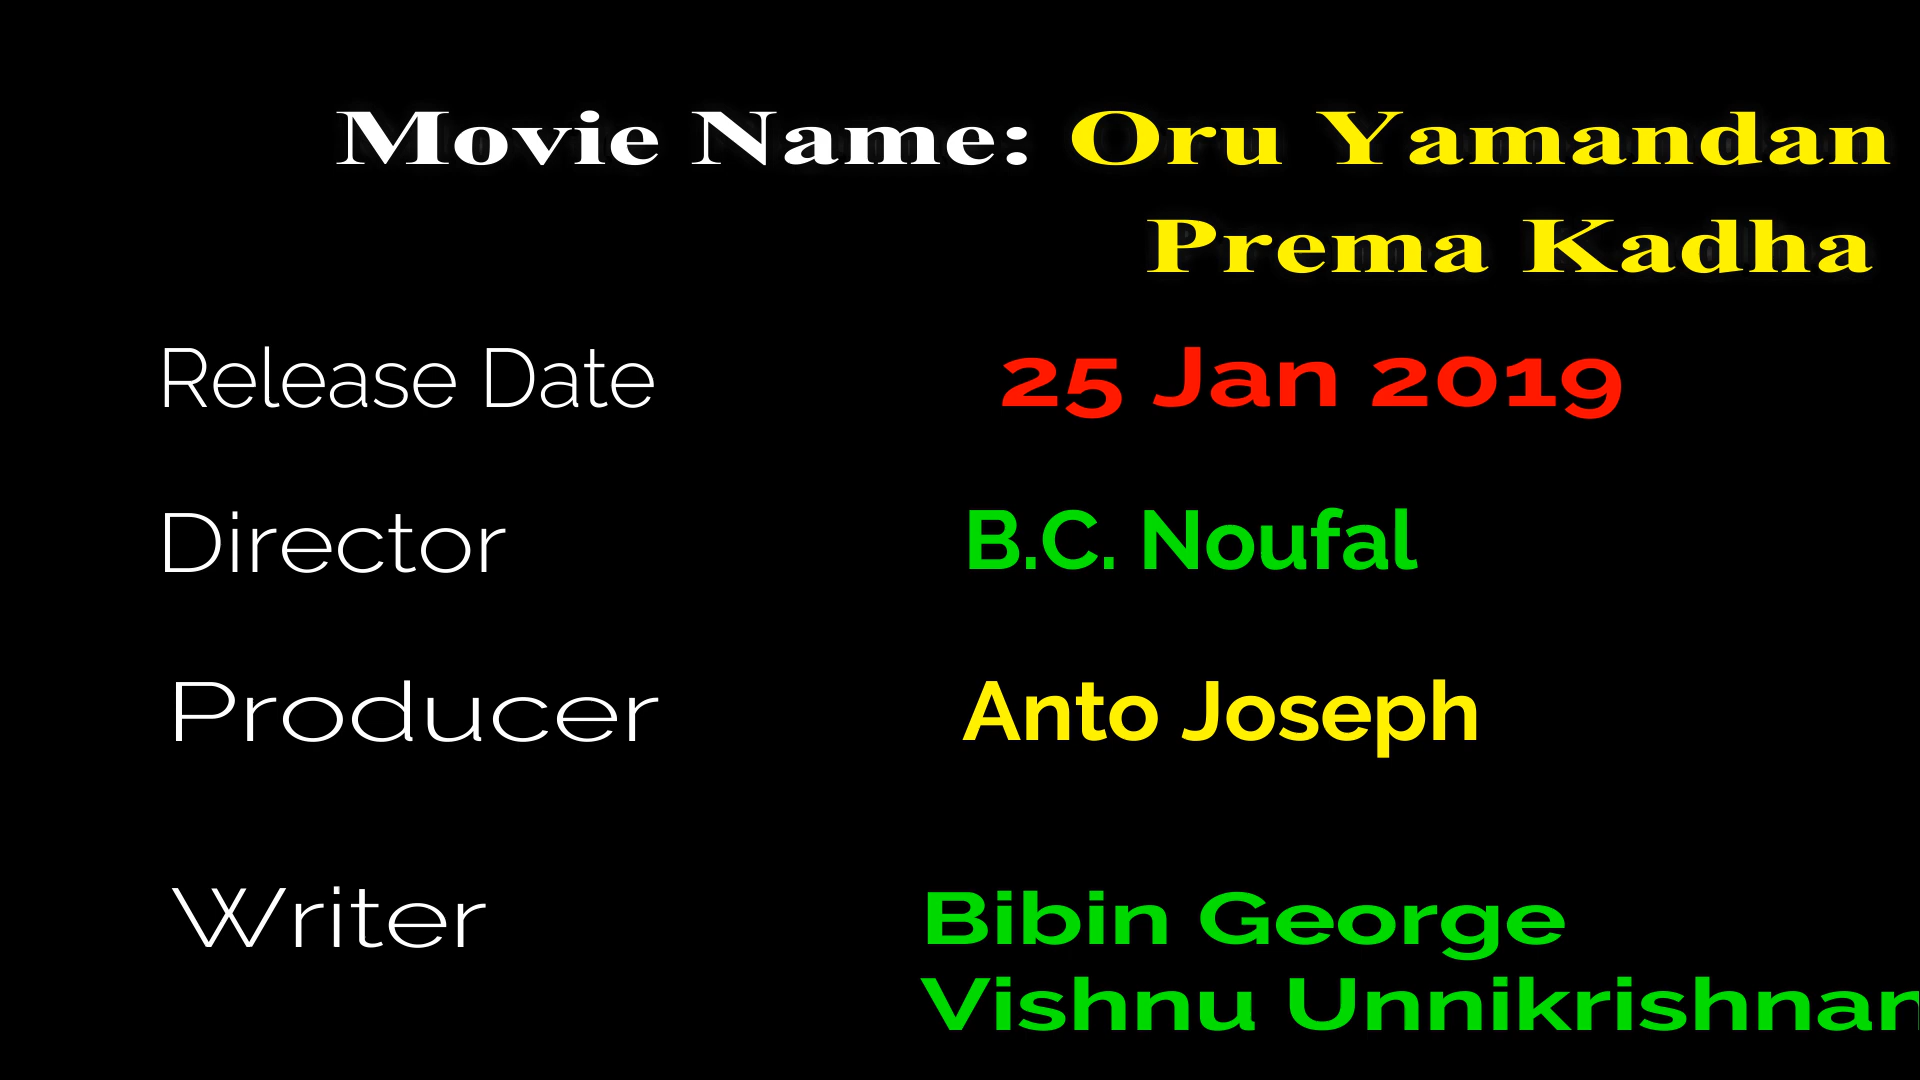 Movie Name: Oru Yamandan
Prema Kadha
Release Date 25 Jan 2019
Director B.C. Noufal
Producer Anto Joseph
Writer Bibin George
Vishnu Unnikrishnan